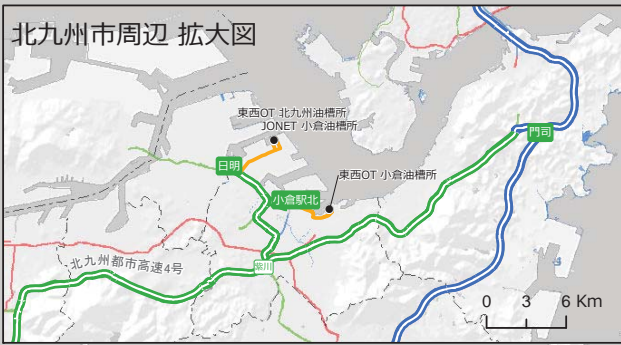 北九州市周辺 拡大図
東西OT 北九州油槽所
JONET 小倉油槽所
門司
日明
東西OT 小倉油槽所
小倉駅北
北九州都市高速4号
紫川
0 3 6 Km